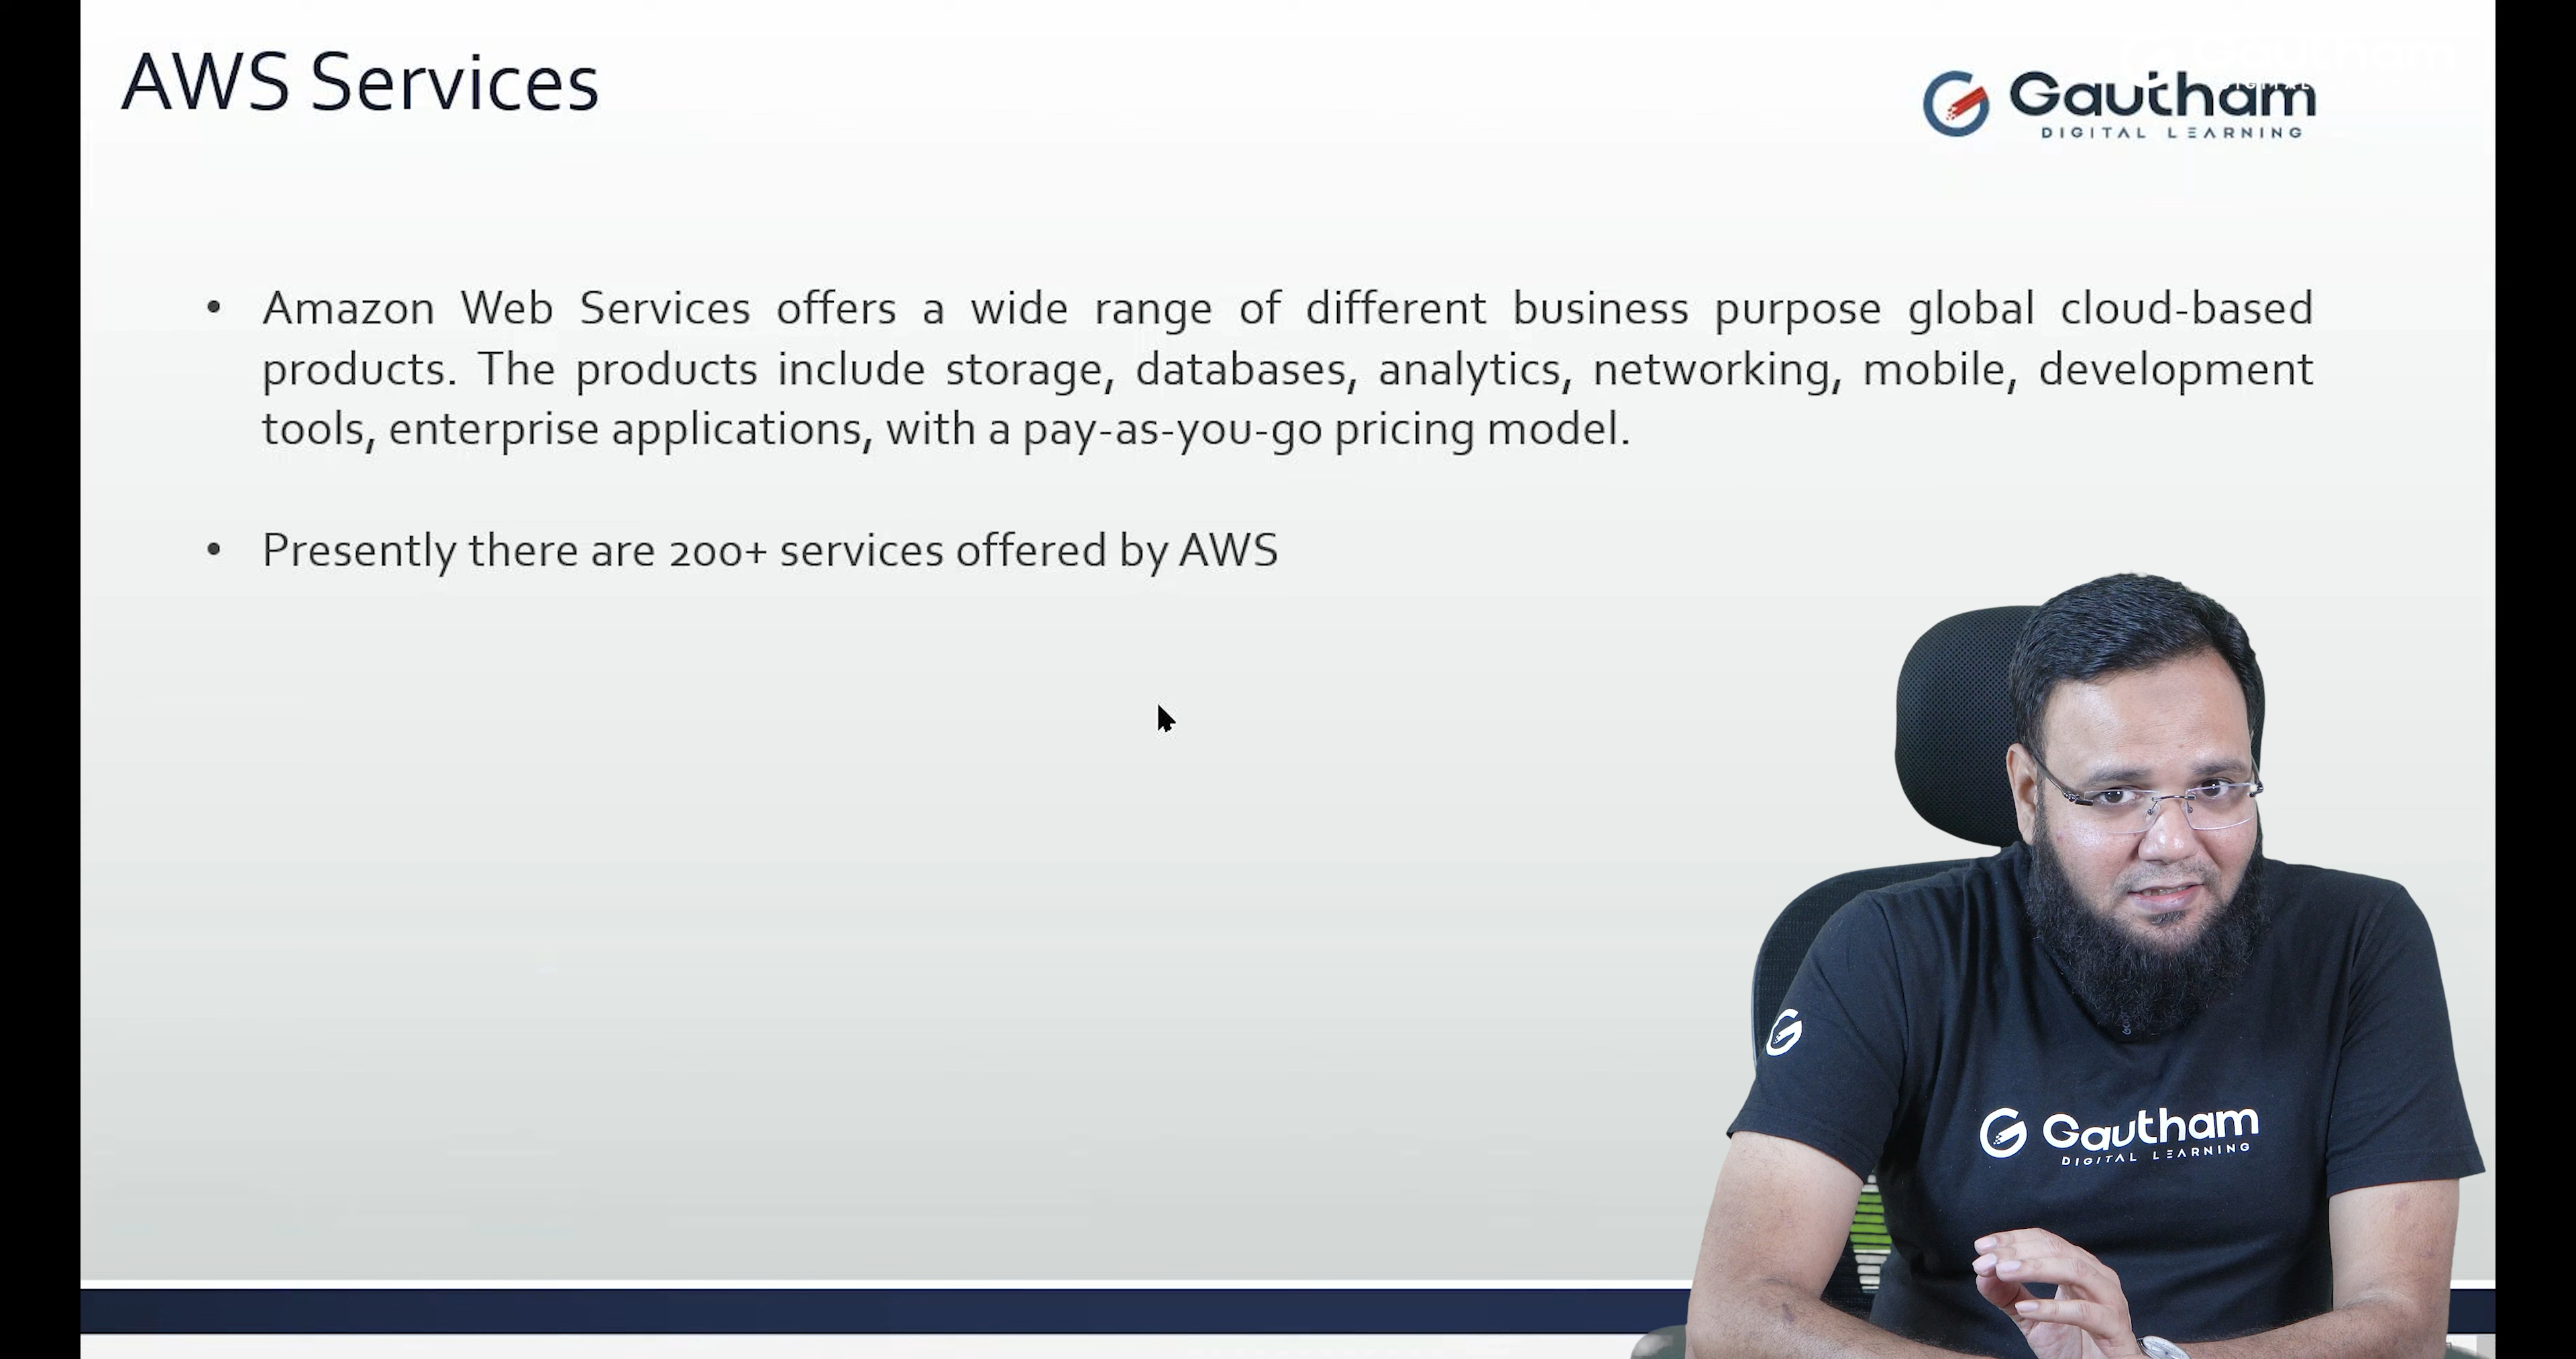 AWS Services
Gautham
DIGITAL LEARNING
• Amazon Web Services offers a wide range of different business purpose global cloud-based
products. The products include storage, databases, analytics, networking, mobile, development
tools, enterprise applications, with a pay-as-you-go pricing model.
• Presently there are 200+ services offered by AWS
G
Gautham
DIGITAL LEARNING